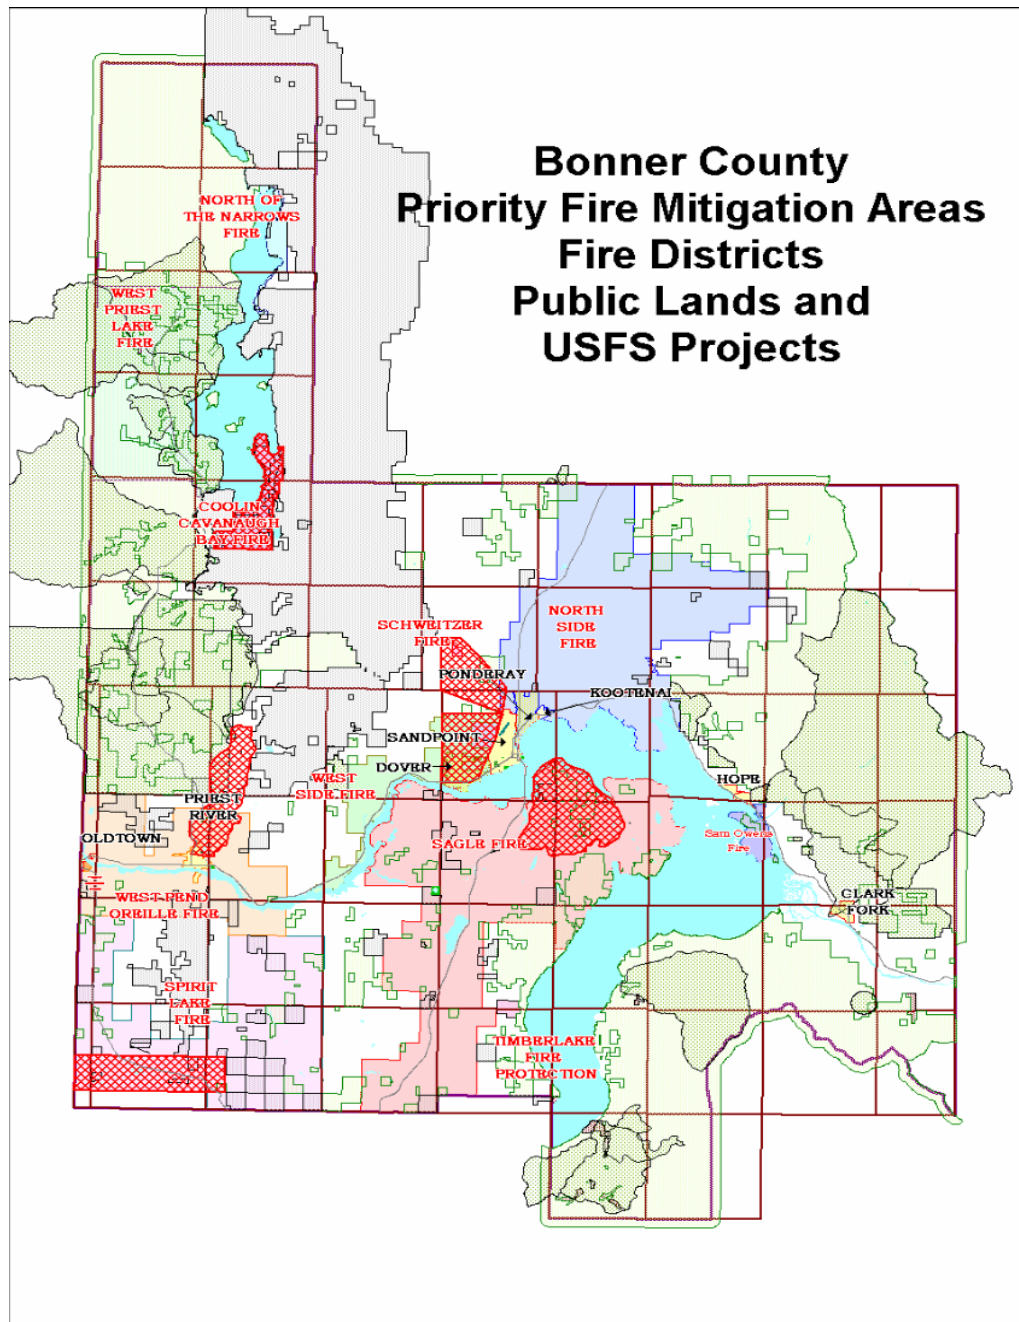 Bonner County
Priority Fire Mitigation Areas
Fire Districts
Public Lands and
USFS Projects
NORTH OF
THE NARROWS
FIRE
WEST
PRIEST
LAKE
FIRE
COOLIN
CAVANAUGH
BAY FIRE
SCHWEITZER
FIRE
NORTH
SIDE
FIRE
PONDERAY
KOOTENAI
SANDPOINT
DOVER
WEST
SIDE FIRE
HOPE
PRIEST
RIVER
OLDTOWN
SAGLE FIRE
Sam Owens
Fire
WEST PEND
OREILLE FIRE
CLARK
FORK
SPIRIT
LAKE
FIRE
TIMBERLAKE
FIRE
PROTECTION